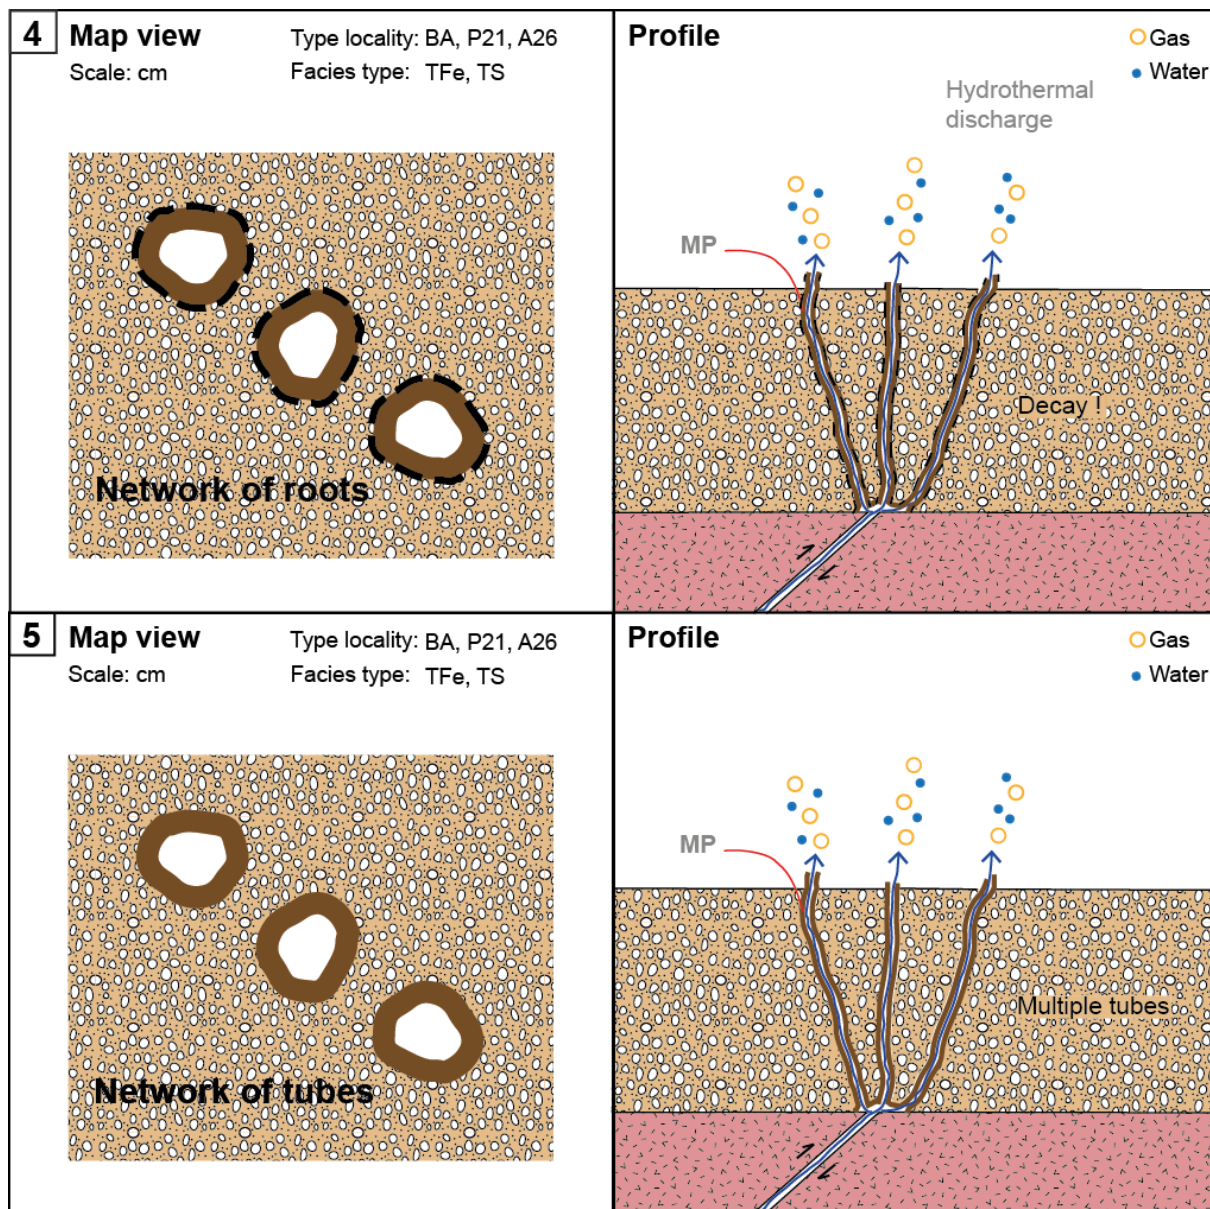 4 Map view Type locality: BA, P21, A26
Scale: cm Facies type: TFe, TS
Network of roots
Profile
Gas
Water
Hydrothermal
discharge
MP
Decay !
5 Map view Type locality: BA, P21, A26
Scale: cm Facies type: TFe, TS
Network of tubes
Profile
Gas
Water
MP
Multiple tubes